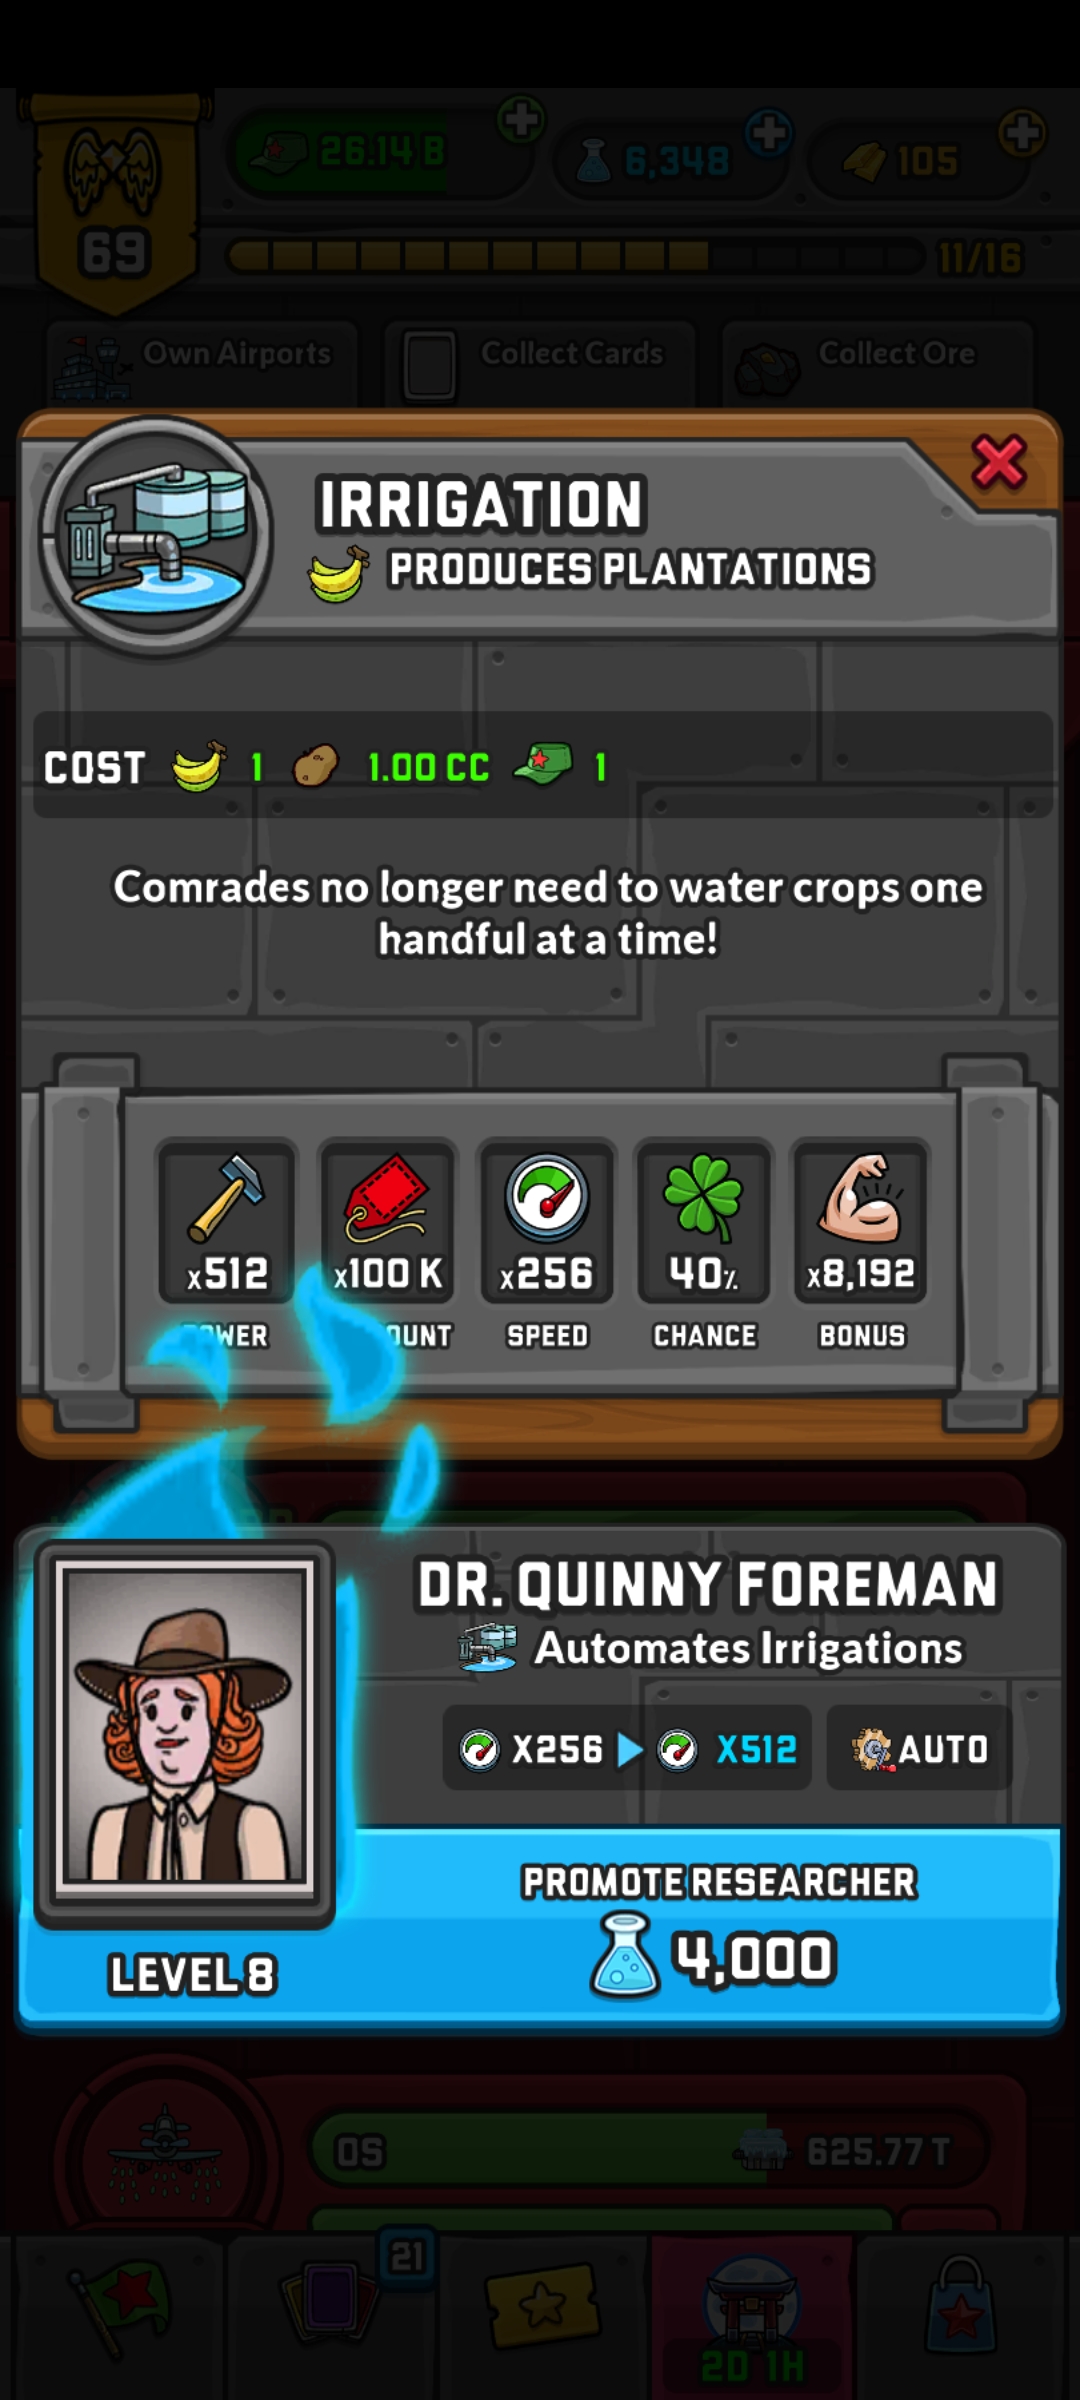 26.14 B
6,348
105
69
11/16
Own Airports
Collect Cards
Collect Ore
IRRIGATION
PRODUCES PLANTATIONS
COST 1 1.00 CC 1
Comrades no longer need to water crops one
handful at a time!
x512 x100 K x256 40% x8,192
SPEED CHANCE BONUS
DR. QUINNY FOREMAN
Automates Irrigations
X256 X512 AUTO
PROMOTE RESEARCHER
4,000
LEVEL 8
0S 625.77 T
21
2D 1H